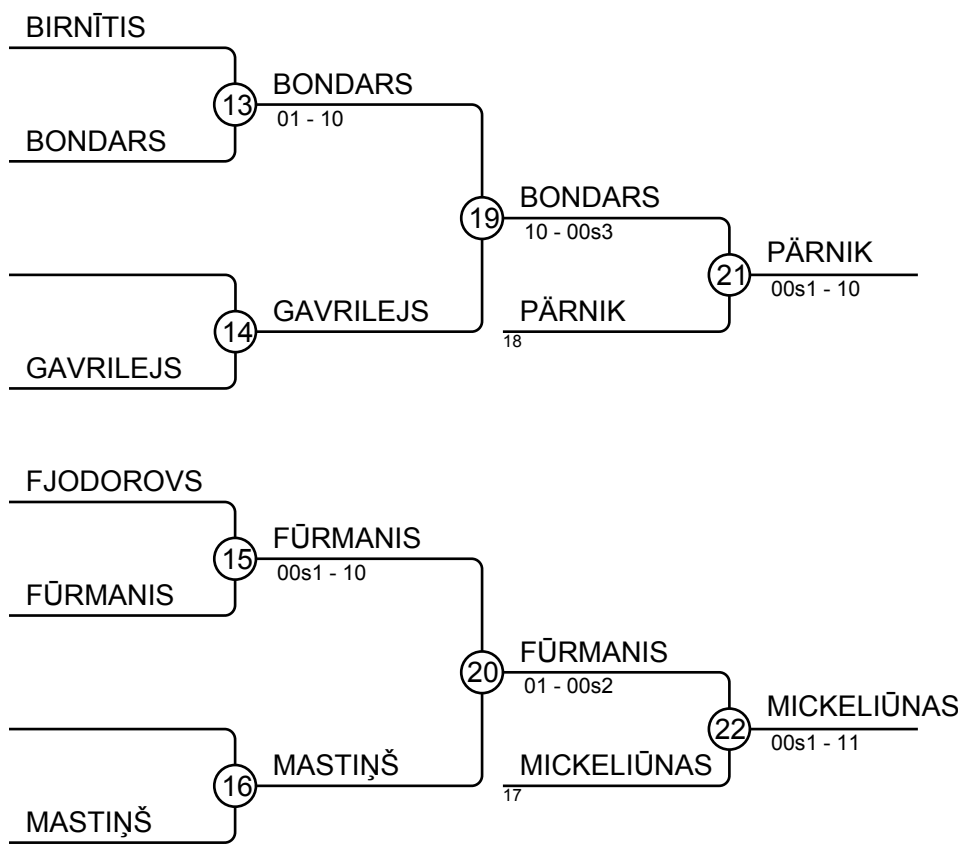 BIRNĪTIS
13
BONDARS
01 - 10
BONDARS
19
BONDARS
10 - 00s3
21
PÄRNIK
00s1 - 10
14
GAVRILEJS
PÄRNIK
18
GAVRILEJS
FJODOROVS
15
FŪRMANIS
00s1 - 10
FŪRMANIS
20
FŪRMANIS
01 - 00s2
22
MICKELIŪNAS
00s1 - 11
16
MASTIŅŠ
MICKELIŪNAS
17
MASTIŅŠ